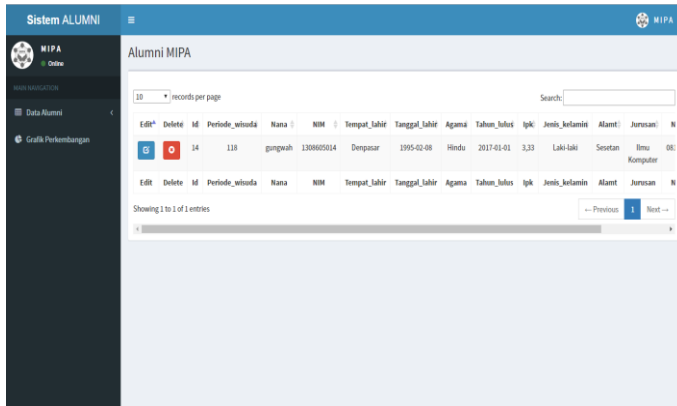 Sistem ALUMNI
MIPA
MIPA
Online
MAIN NAVIGATION
Data Alumni
Grafik Perkembangan
Alumni MIPA
10 records per page Search:
Edit Delete Id Periode_wisuda Nana NIM Tempat_lahir Tanggal_lahir Agama Tahun_lulus Ipk Jenis_kelamin Alamt Jurusan N
14 118 gungwah 1308605014 Denpasar 1995-02-08 Hindu 2017-01-01 3,33 Laki-laki Sesetan Ilmu
Komputer
Edit Delete Id Periode_wisuda Nana NIM Tempat_lahir Tanggal_lahir Agama Tahun_lulus Ipk Jenis_kelamin Alamt Jurusan N
Showing 1 to 1 of 1 entries
← Previous 1 Next →